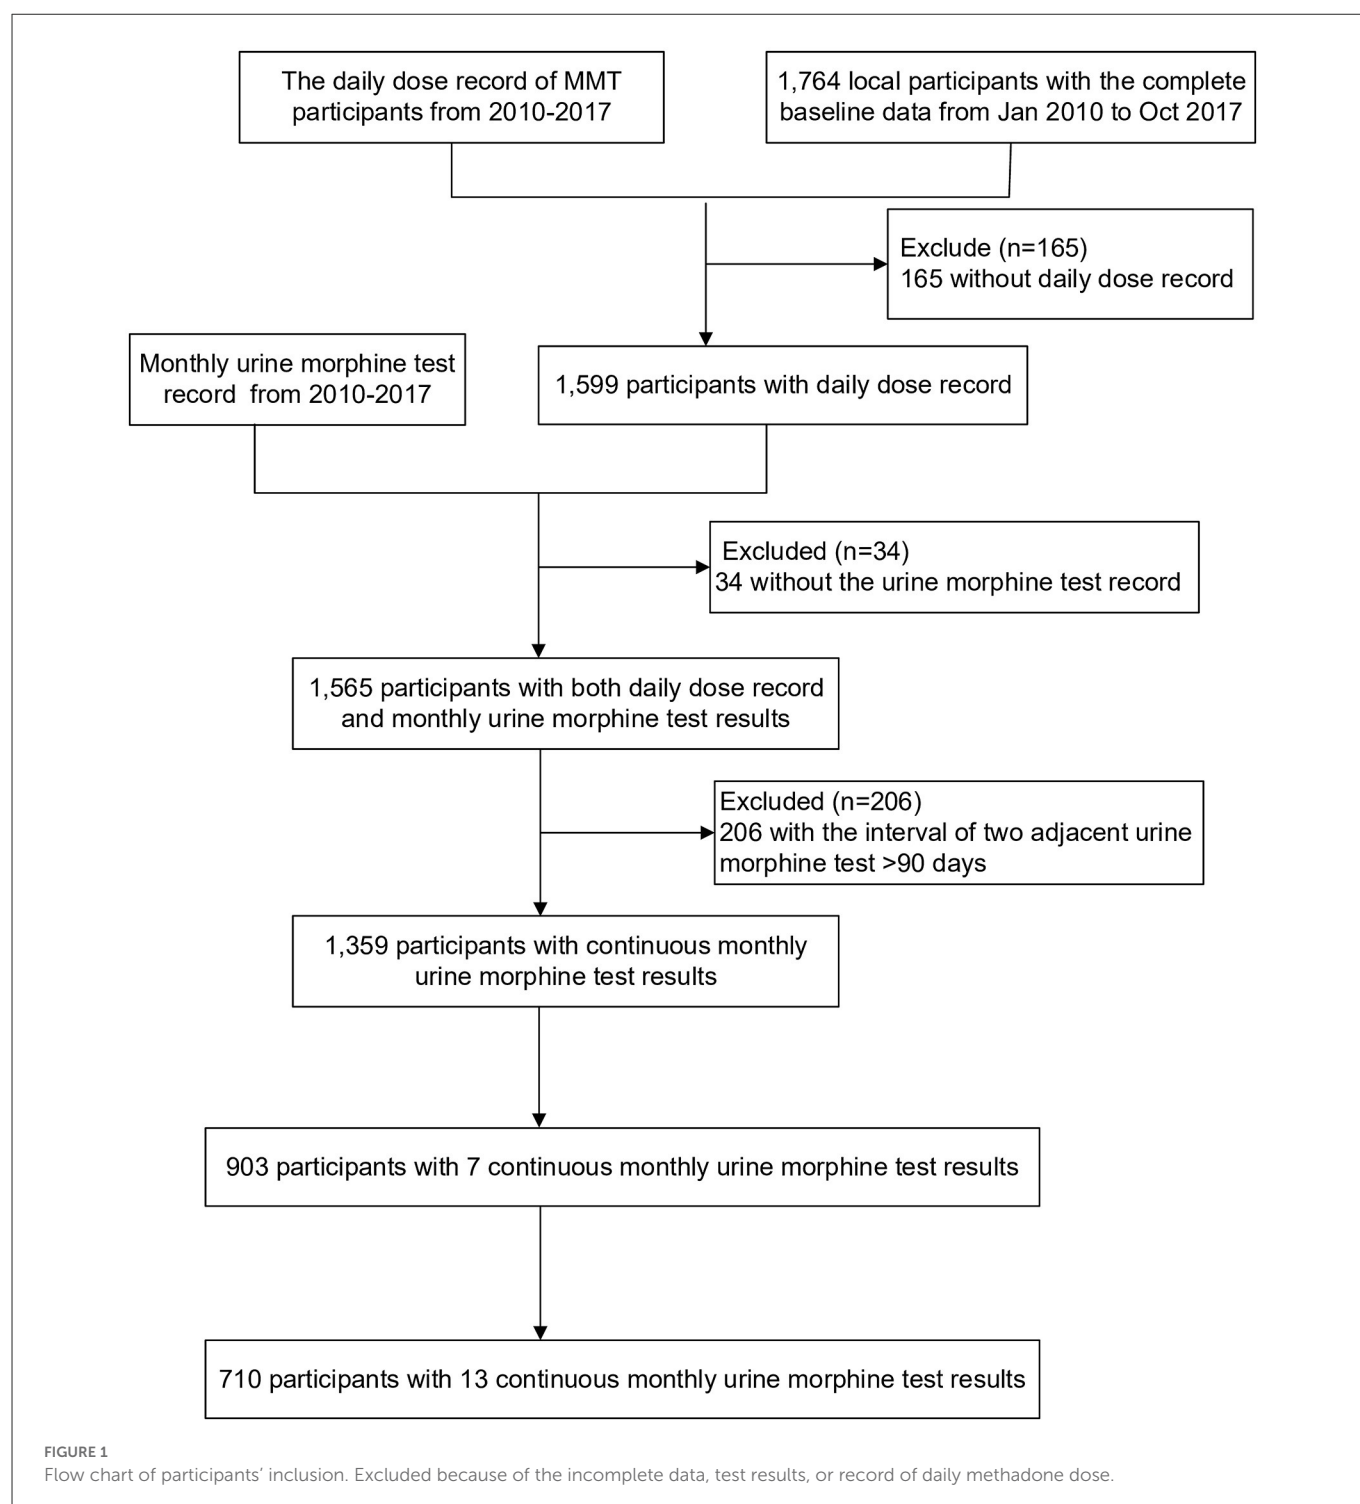 The daily dose record of MMT
participants from 2010-2017
1,764 local participants with the complete
baseline data from Jan 2010 to Oct 2017
Exclude (n=165)
165 without daily dose record
Monthly urine morphine test
record from 2010-2017
1,599 participants with daily dose record
Excluded (n=34)
34 without the urine morphine test record
1,565 participants with both daily dose record
and monthly urine morphine test results
Excluded (n=206)
206 with the interval of two adjacent urine
morphine test >90 days
1,359 participants with continuous monthly
urine morphine test results
903 participants with 7 continuous monthly urine morphine test results
710 participants with 13 continuous monthly urine morphine test results
FIGURE 1
Flow chart of participants’ inclusion. Excluded because of the incomplete data, test results, or record of daily methadone dose.